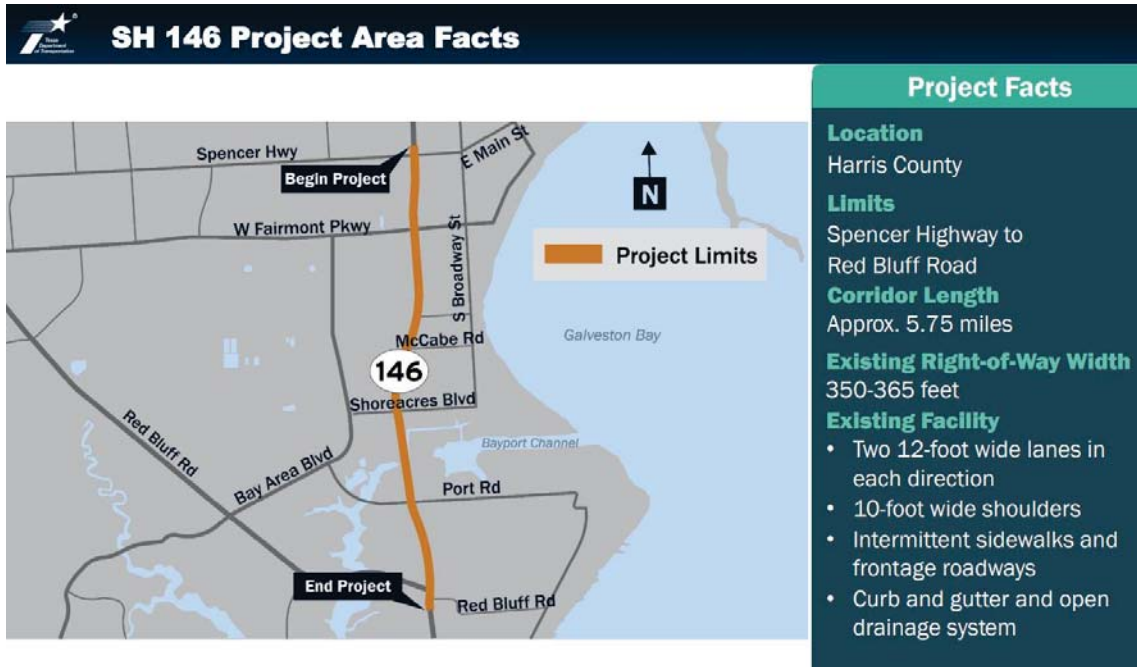 Texas
Department
of Transportation
SH 146 Project Area Facts
Spencer Hwy
E Main St
Begin Project
W Fairmont Pkwy
S Broadway St
N
Project Limits
McCabe Rd
146
Galveston Bay
Shoreacres Blvd
Red Bluff Rd
Bay Area Blvd
Bayport Channel
Port Rd
End Project
Red Bluff Rd
Project Facts
Location
Harris County
Limits
Spencer Highway to
Red Bluff Road
Corridor Length
Approx. 5.75 miles
Existing Right-of-Way Width
350-365 feet
Existing Facility
• Two 12-foot wide lanes in
each direction
• 10-foot wide shoulders
• Intermittent sidewalks and
frontage roadways
• Curb and gutter and open
drainage system